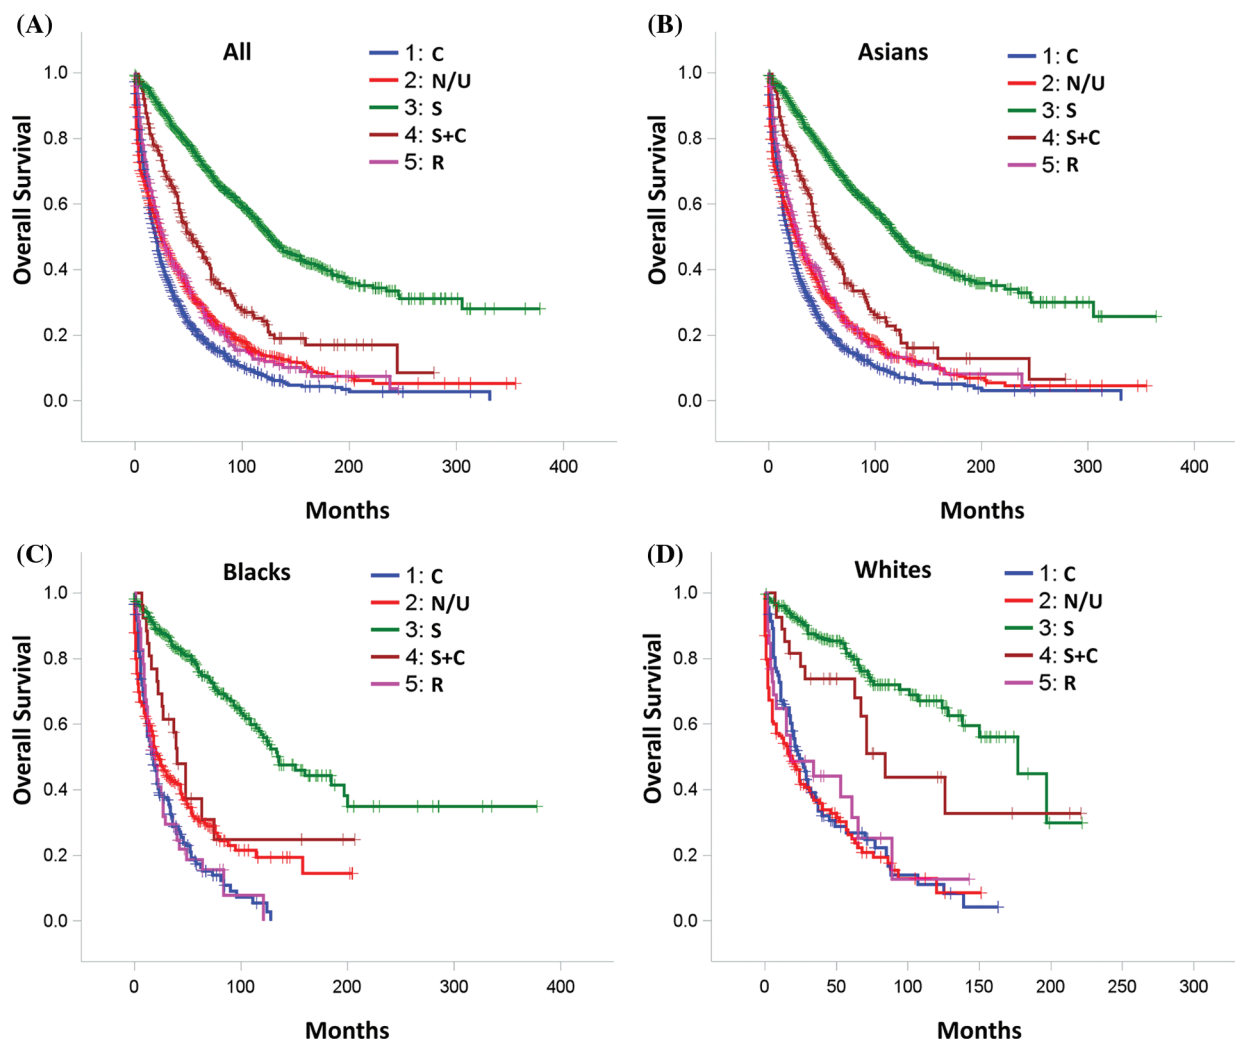 (A)
All
1: C
2: N/U
3: S
4: S+C
5: R
Overall Survival
1.0
0.8
0.6
0.4
0.2
0.0
0 100 200 300 400
Months
(B)
Asians
1: C
2: N/U
3: S
4: S+C
5: R
Overall Survival
1.0
0.8
0.6
0.4
0.2
0.0
0 100 200 300 400
Months
(C)
Blacks
1: C
2: N/U
3: S
4: S+C
5: R
Overall Survival
1.0
0.8
0.6
0.4
0.2
0.0
0 100 200 300 400
Months
(D)
Whites
1: C
2: N/U
3: S
4: S+C
5: R
Overall Survival
1.0
0.8
0.6
0.4
0.2
0.0
0 50 100 150 200 250 300
Months